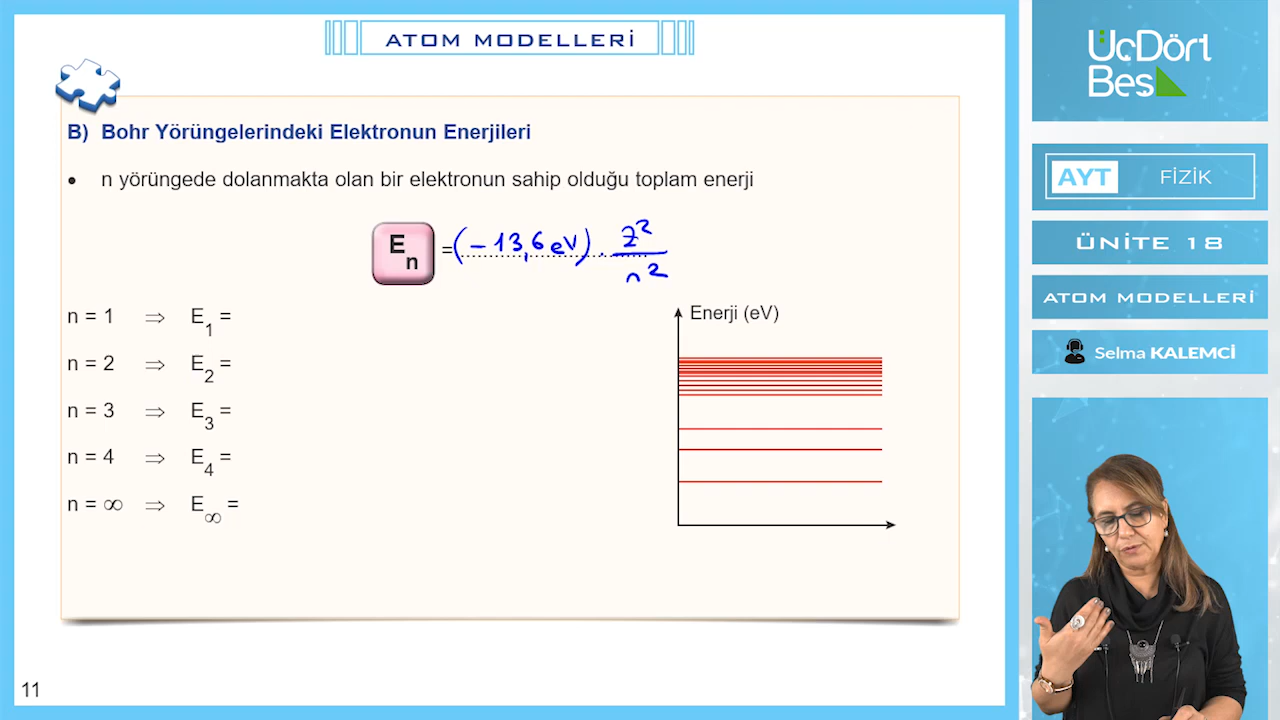 ATOM MODELLERİ
B) Bohr Yörüngelerindeki Elektronun Enerjileri
• n yörüngede dolanmakta olan bir elektronun sahip olduğu toplam enerji
En = (-13,6 eV) . Z²/n²
n = 1 ⇒ E1 =
n = 2 ⇒ E2 =
n = 3 ⇒ E3 =
n = 4 ⇒ E4 =
n = ∞ ⇒ E∞ =
Enerji (eV)
11
ÜçDört
Beş
AYT FİZİK
ÜNİTE 18
ATOM MODELLERİ
Selma KALEMCİ